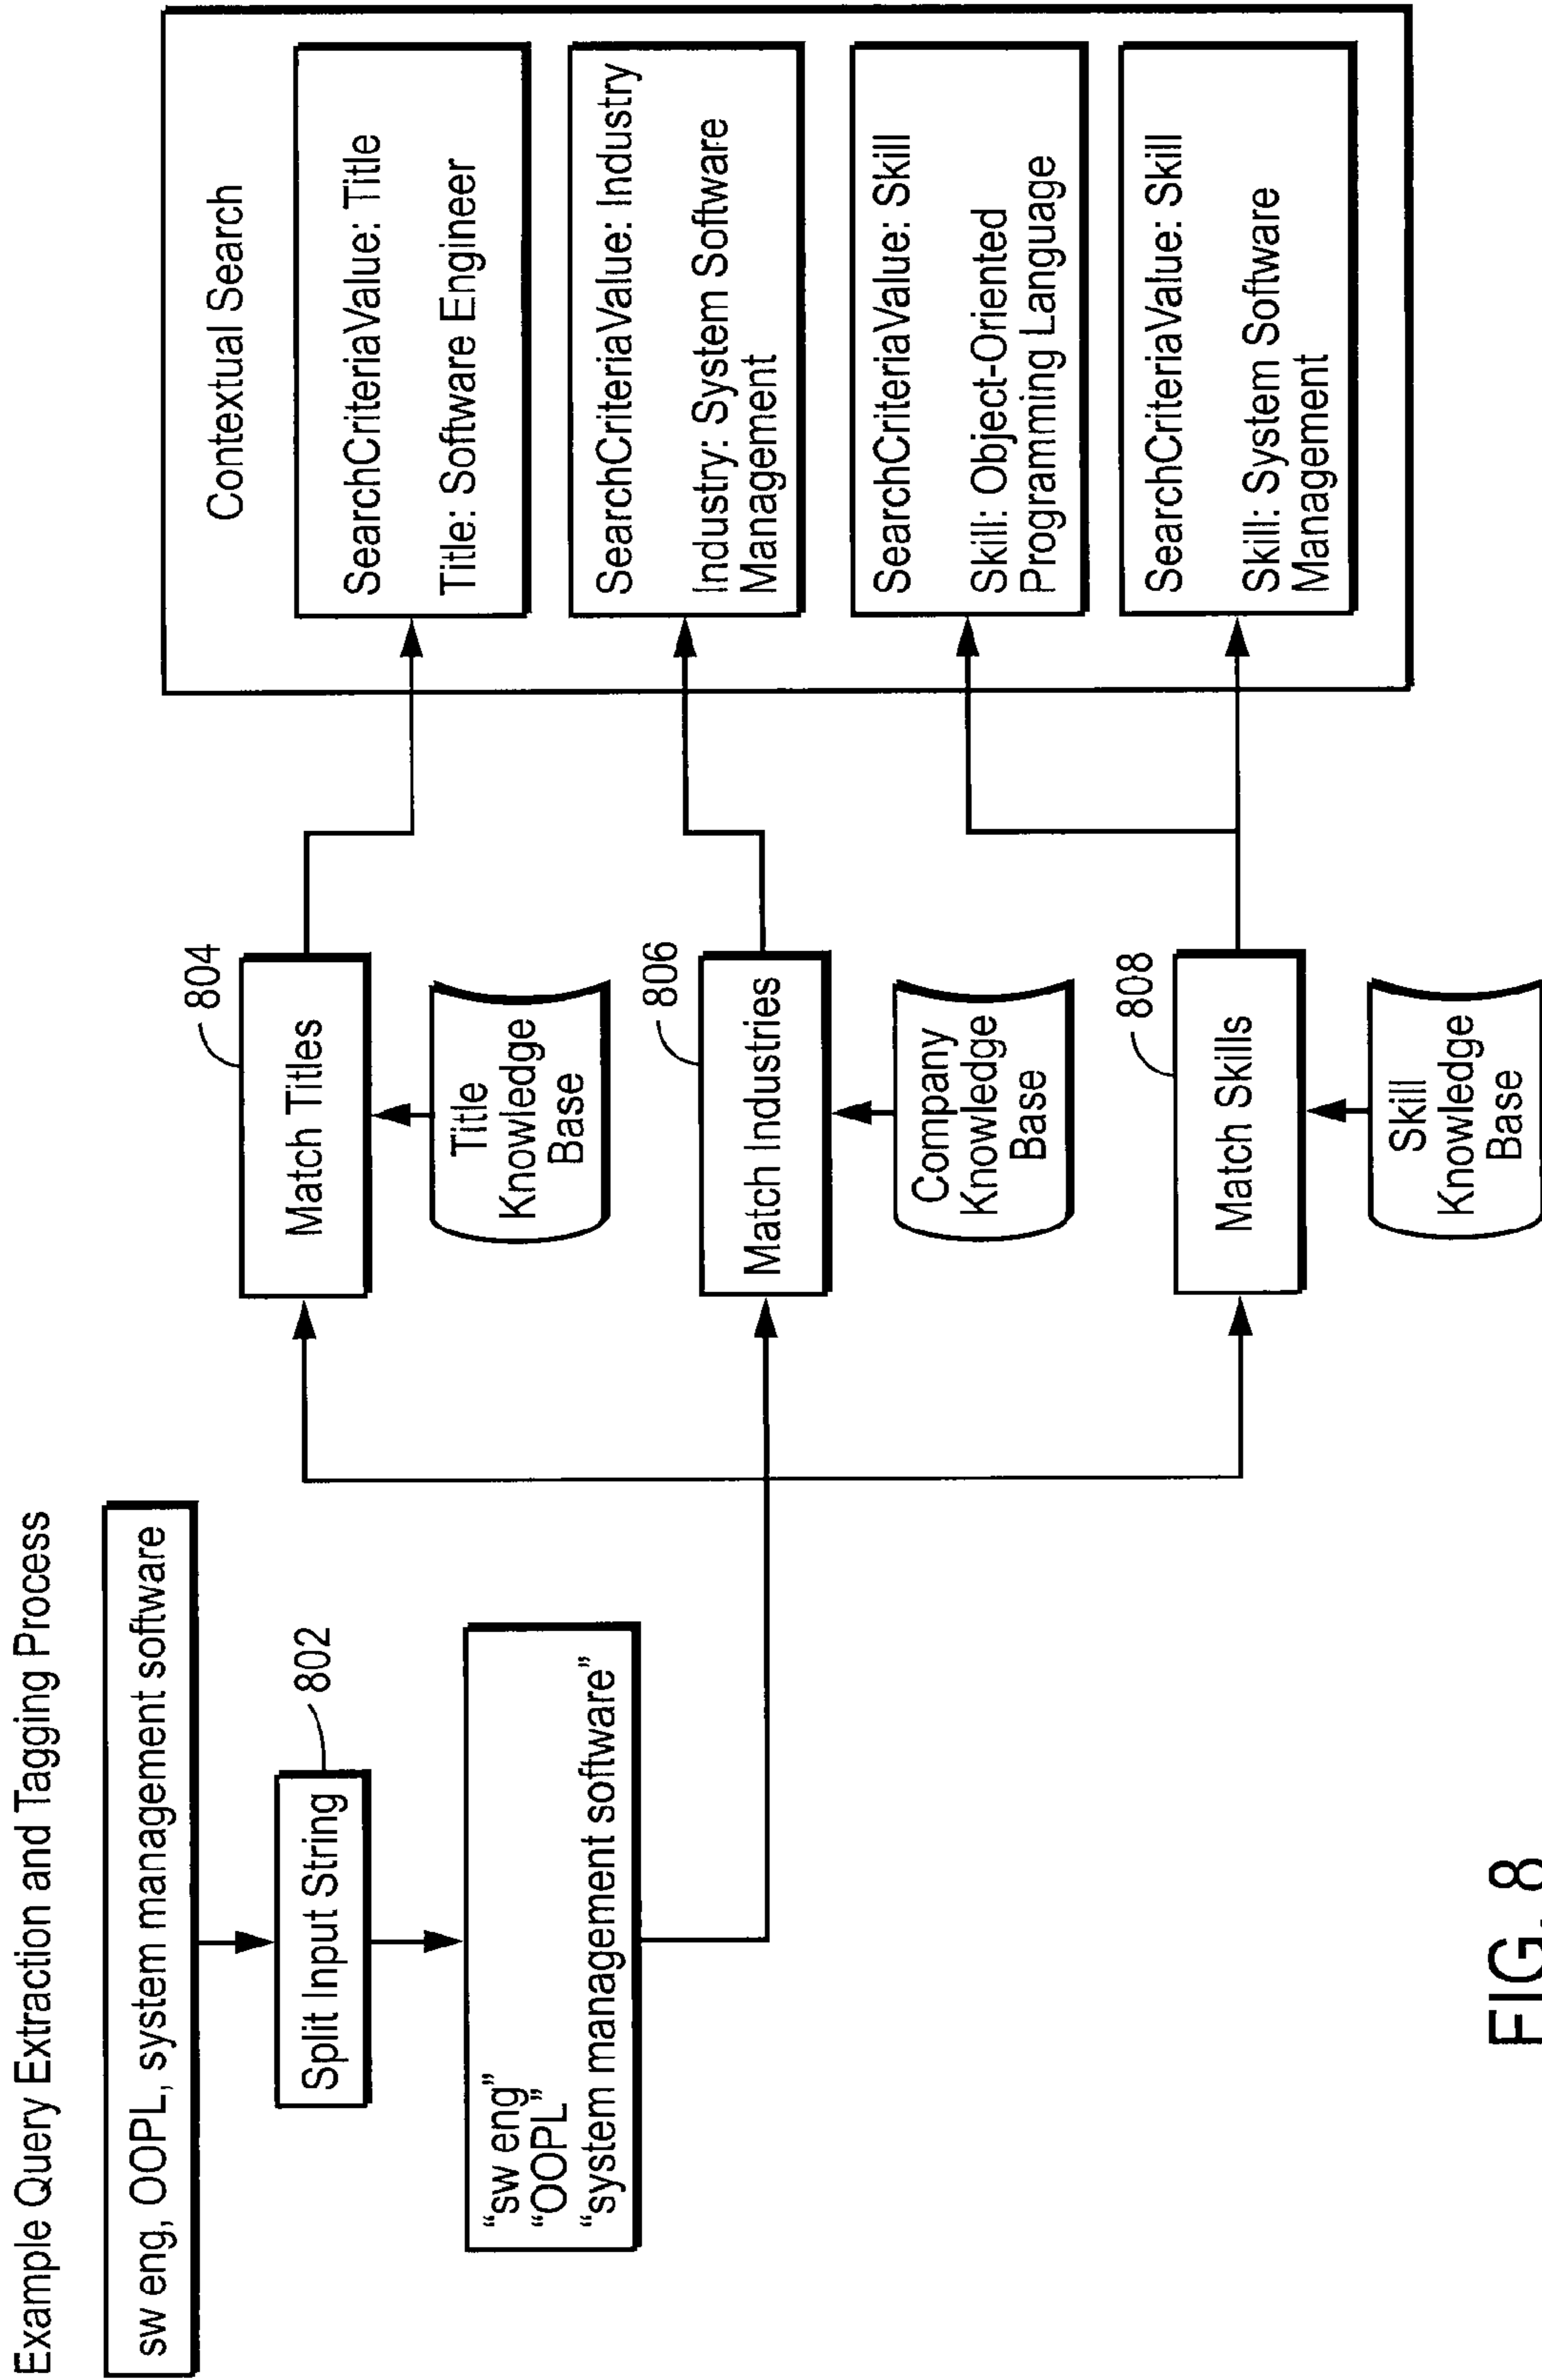 Example Query Extraction and Tagging Process
sw eng, OOPL, system management software
Split Input String
802
“sw eng”
“OOPL”
“system management software”
804
Match Titles
Title
Knowledge
Base
806
Match Industries
Company
Knowledge
Base
808
Match Skills
Skill
Knowledge
Base
Contextual Search
SearchCriteriaValue: Title
Title: Software Engineer
SearchCriteriaValue: Industry
Industry: System Software
Management
SearchCriteriaValue: Skill
Skill: Object-Oriented
Programming Language
SearchCriteriaValue: Skill
Skill: System Software
Management
FIG. 8